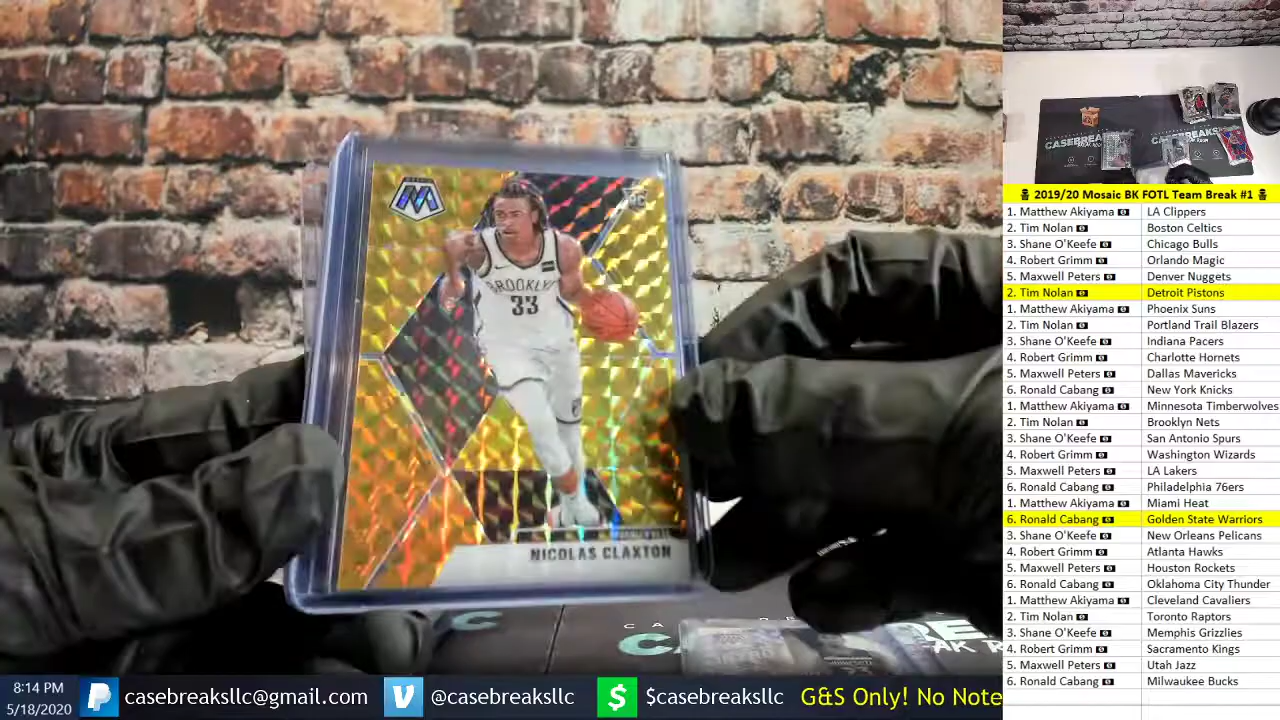 BROOKLYN
33
RC
NICOLAS CLAXTON
CASEBREAKS
2019/20 Mosaic BK FOTL Team Break #1
1. Matthew Akiyama LA Clippers
2. Tim Nolan Boston Celtics
3. Shane O'Keefe Chicago Bulls
4. Robert Grimm Orlando Magic
5. Maxwell Peters Denver Nuggets
2. Tim Nolan Detroit Pistons
1. Matthew Akiyama Phoenix Suns
2. Tim Nolan Portland Trail Blazers
3. Shane O'Keefe Indiana Pacers
4. Robert Grimm Charlotte Hornets
5. Maxwell Peters Dallas Mavericks
6. Ronald Cabang New York Knicks
1. Matthew Akiyama Minnesota Timberwolves
2. Tim Nolan Brooklyn Nets
3. Shane O'Keefe San Antonio Spurs
4. Robert Grimm Washington Wizards
5. Maxwell Peters LA Lakers
6. Ronald Cabang Philadelphia 76ers
1. Matthew Akiyama Miami Heat
6. Ronald Cabang Golden State Warriors
3. Shane O'Keefe New Orleans Pelicans
4. Robert Grimm Atlanta Hawks
5. Maxwell Peters Houston Rockets
6. Ronald Cabang Oklahoma City Thunder
1. Matthew Akiyama Cleveland Cavaliers
2. Tim Nolan Toronto Raptors
3. Shane O'Keefe Memphis Grizzlies
4. Robert Grimm Sacramento Kings
5. Maxwell Peters Utah Jazz
6. Ronald Cabang Milwaukee Bucks
8:14 PM
5/18/2020
casebreaksllc@gmail.com
@casebreaksllc
$casebreaksllc
G&S Only! No Note